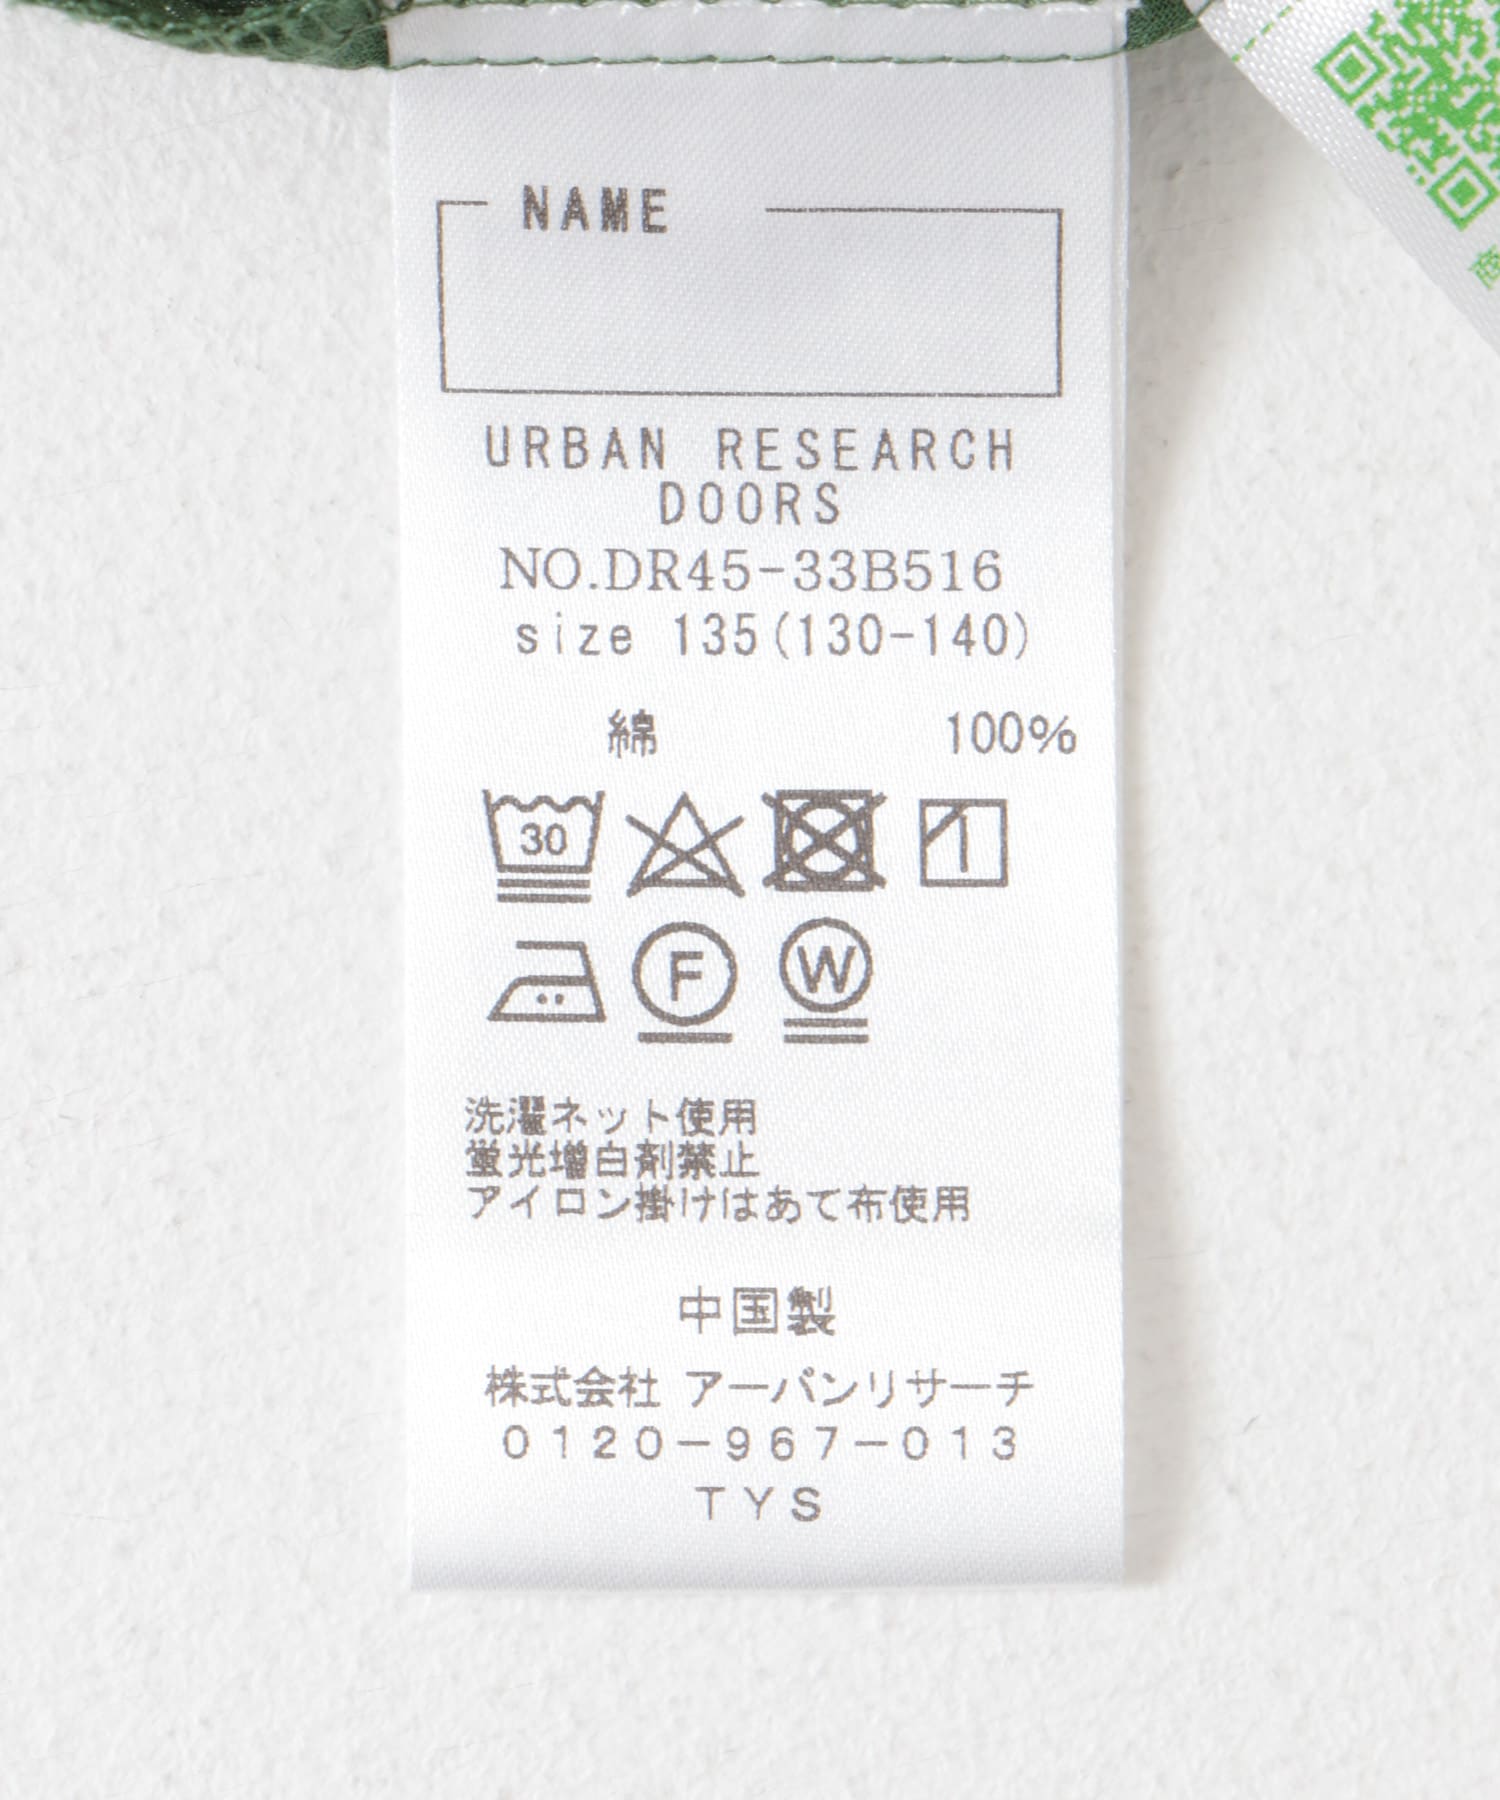 NAME
URBAN RESEARCH
DOORS
NO.DR45-33B516
size 135(130-140)
綿 100%
30
F W
洗濯ネット使用
蛍光増白剤禁止
アイロン掛けはあて布使用
中国製
株式会社 アーバンリサーチ
0120-967-013
TYS
商